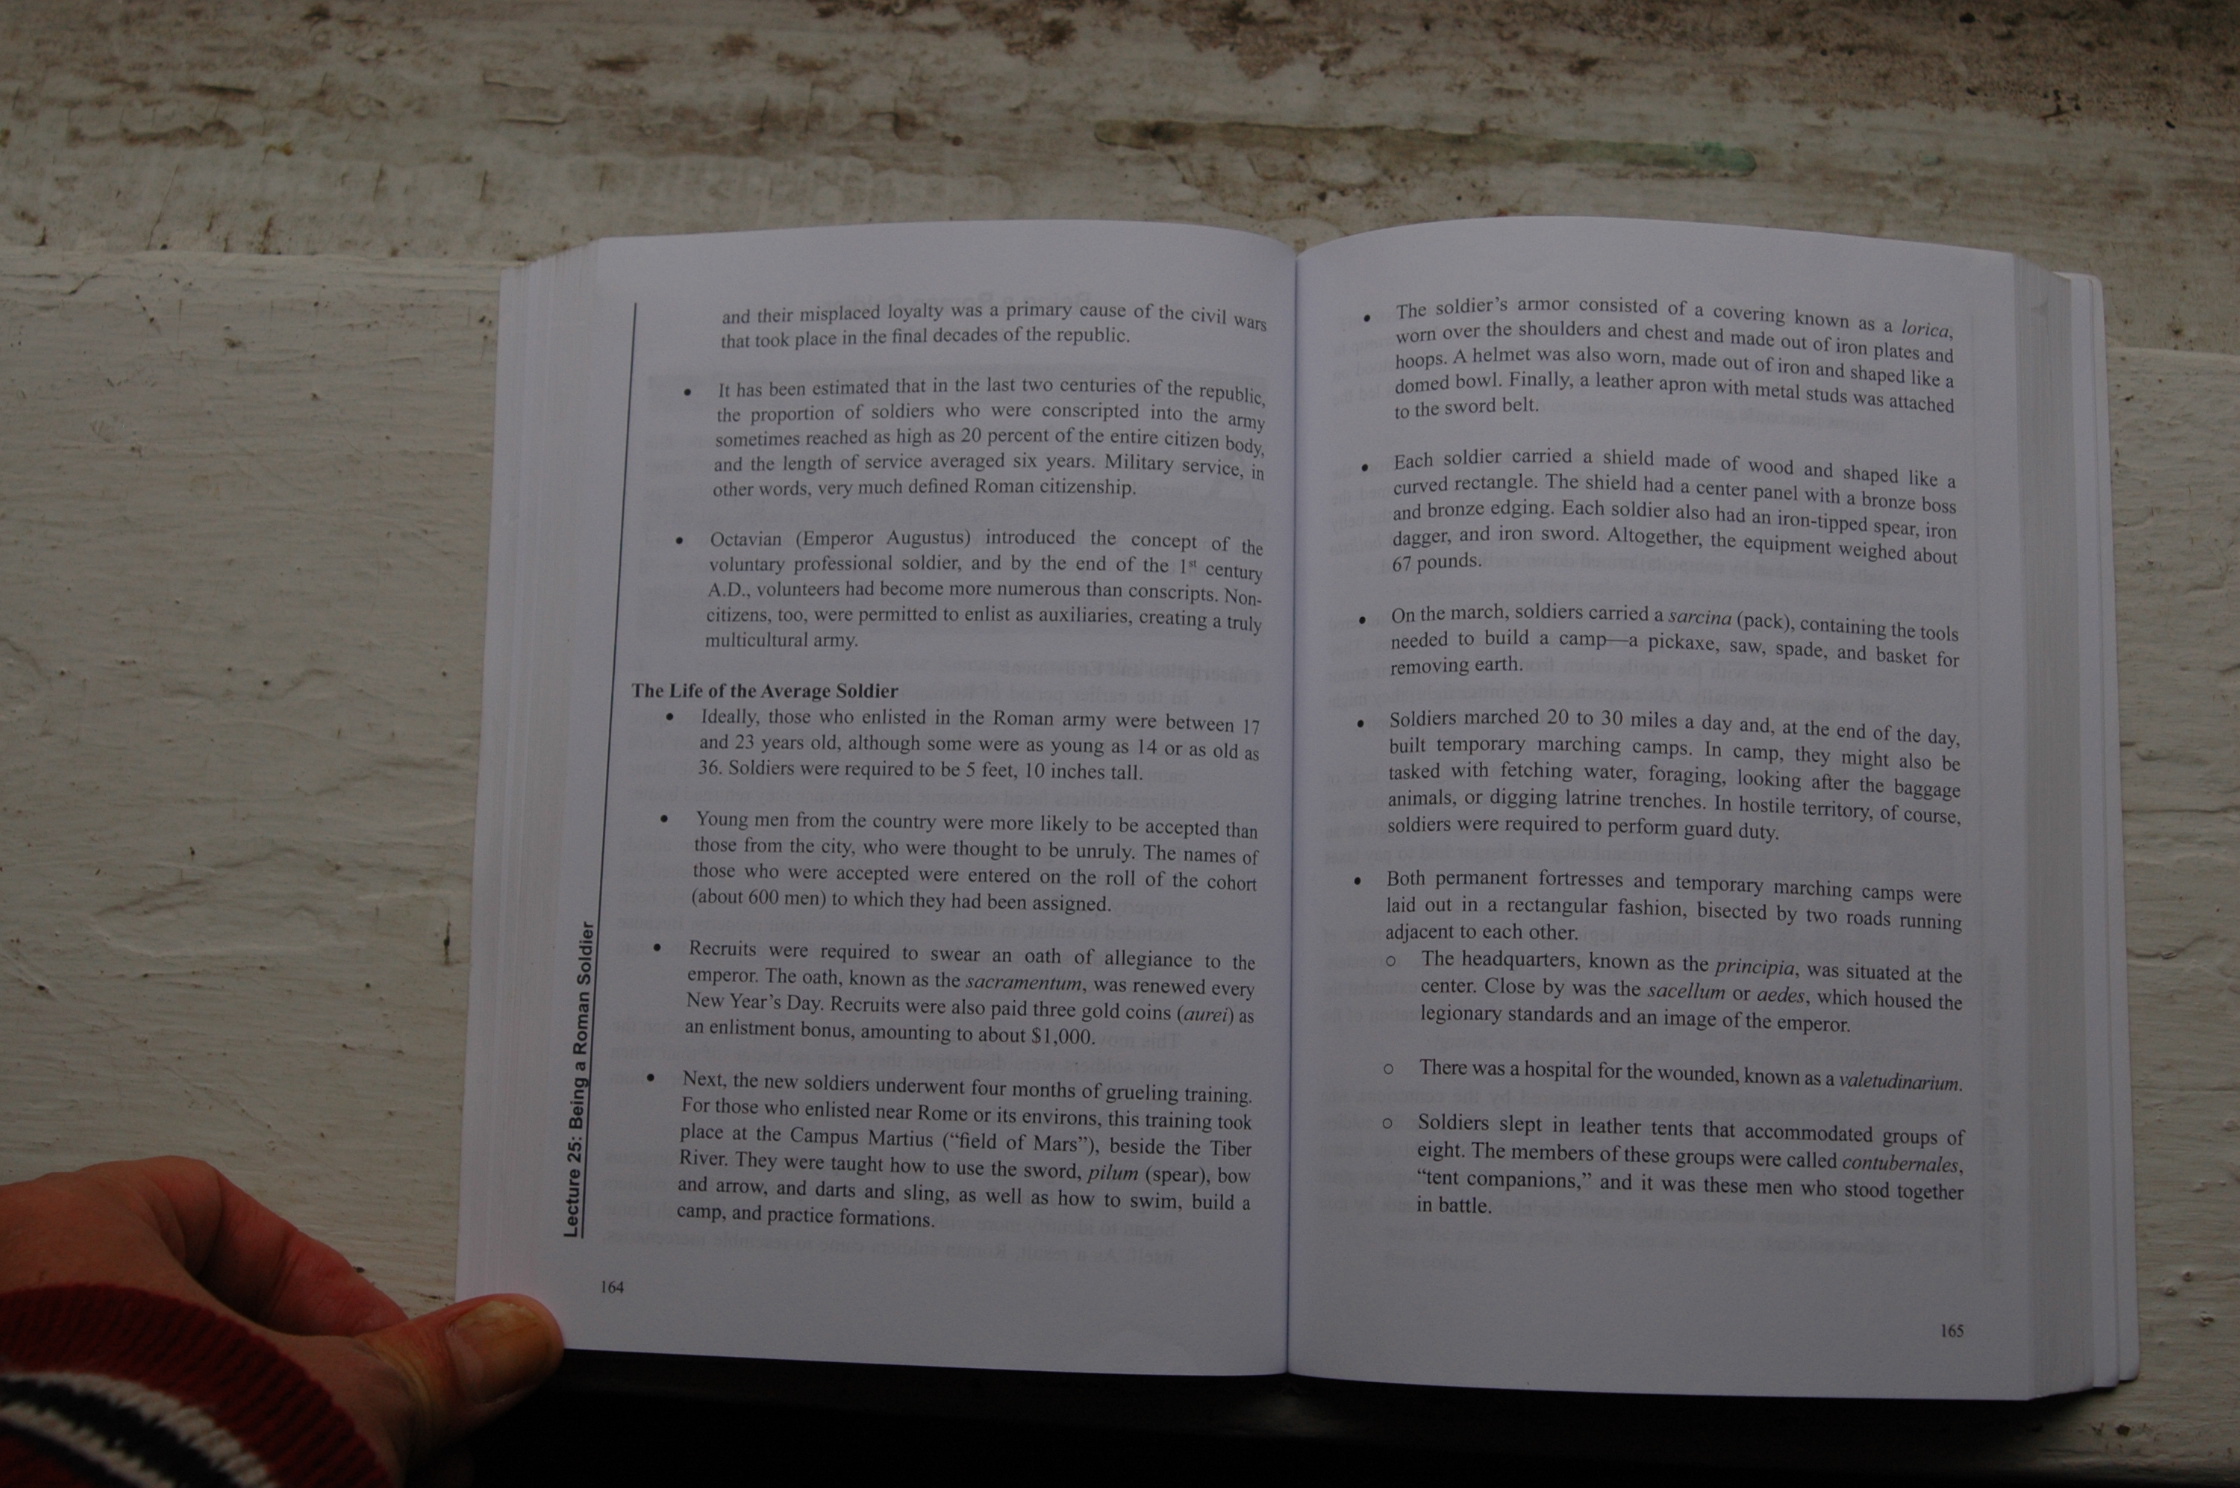 and their misplaced loyalty was a primary cause of the civil wars
that took place in the final decades of the republic.
• It has been estimated that in the last two centuries of the republic,
the proportion of soldiers who were conscripted into the army
sometimes reached as high as 20 percent of the entire citizen body,
and the length of service averaged six years. Military service, in
other words, very much defined Roman citizenship.
• Octavian (Emperor Augustus) introduced the concept of the
voluntary professional soldier, and by the end of the 1st century
A.D., volunteers had become more numerous than conscripts. Non-
citizens, too, were permitted to enlist as auxiliaries, creating a truly
multicultural army.
The Life of the Average Soldier
• Ideally, those who enlisted in the Roman army were between 17
and 23 years old, although some were as young as 14 or as old as
36. Soldiers were required to be 5 feet, 10 inches tall.
• Young men from the country were more likely to be accepted than
those from the city, who were thought to be unruly. The names of
those who were accepted were entered on the roll of the cohort
(about 600 men) to which they had been assigned.
• Recruits were required to swear an oath of allegiance to the
emperor. The oath, known as the sacramentum, was renewed every
New Year's Day. Recruits were also paid three gold coins (aurei) as
an enlistment bonus, amounting to about $1,000.
• Next, the new soldiers underwent four months of grueling training.
For those who enlisted near Rome or its environs, this training took
place at the Campus Martius ("field of Mars"), beside the Tiber
River. They were taught how to use the sword, pilum (spear), bow
and arrow, and darts and sling, as well as how to swim, build a
camp, and practice formations.
Lecture 25: Being a Roman Soldier
164
• The soldier's armor consisted of a covering known as a lorica,
worn over the shoulders and chest and made out of iron plates and
hoops. A helmet was also worn, made out of iron and shaped like a
domed bowl. Finally, a leather apron with metal studs was attached
to the sword belt.
• Each soldier carried a shield made of wood and shaped like a
curved rectangle. The shield had a center panel with a bronze boss
and bronze edging. Each soldier also had an iron-tipped spear, iron
dagger, and iron sword. Altogether, the equipment weighed about
67 pounds.
• On the march, soldiers carried a sarcina (pack), containing the tools
needed to build a camp—a pickaxe, saw, spade, and basket for
removing earth.
• Soldiers marched 20 to 30 miles a day and, at the end of the day,
built temporary marching camps. In camp, they might also be
tasked with fetching water, foraging, looking after the baggage
animals, or digging latrine trenches. In hostile territory, of course,
soldiers were required to perform guard duty.
• Both permanent fortresses and temporary marching camps were
laid out in a rectangular fashion, bisected by two roads running
adjacent to each other.
o The headquarters, known as the principia, was situated at the
center. Close by was the sacellum or aedes, which housed the
legionary standards and an image of the emperor.
o There was a hospital for the wounded, known as a valetudinarium.
o Soldiers slept in leather tents that accommodated groups of
eight. The members of these groups were called contubernales,
"tent companions," and it was these men who stood together
in battle.
165